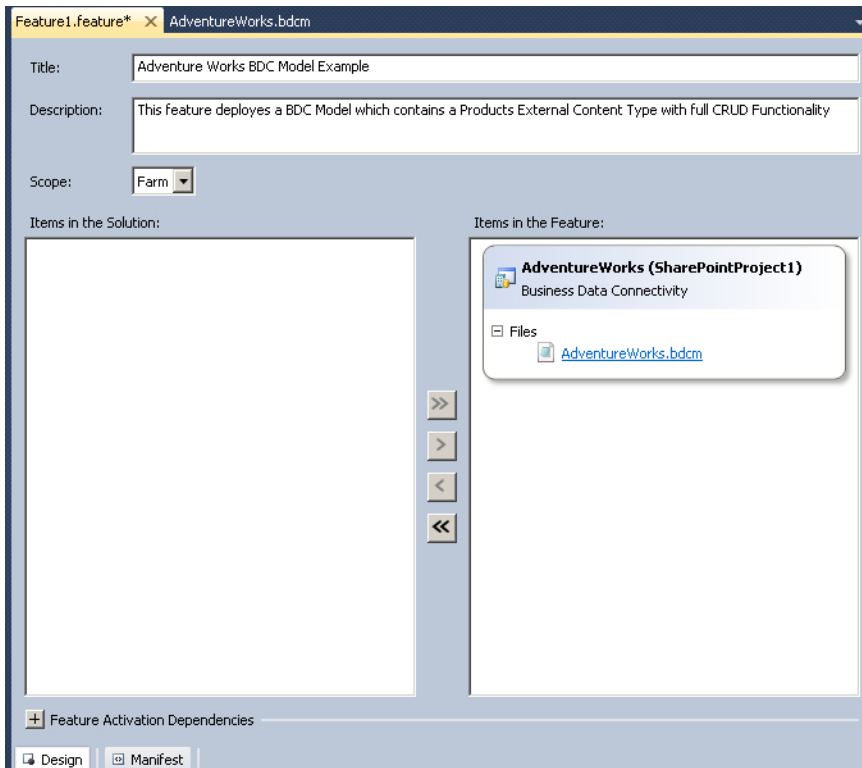 Feature1.feature* AdventureWorks.bdcm
Title: Adventure Works BDC Model Example
Description: This feature deployes a BDC Model which contains a Products External Content Type with full CRUD Functionality
Scope: Farm
Items in the Solution: Items in the Feature:
AdventureWorks (SharePointProject1)
Business Data Connectivity
Files
AdventureWorks.bdcm
Feature Activation Dependencies
Design Manifest